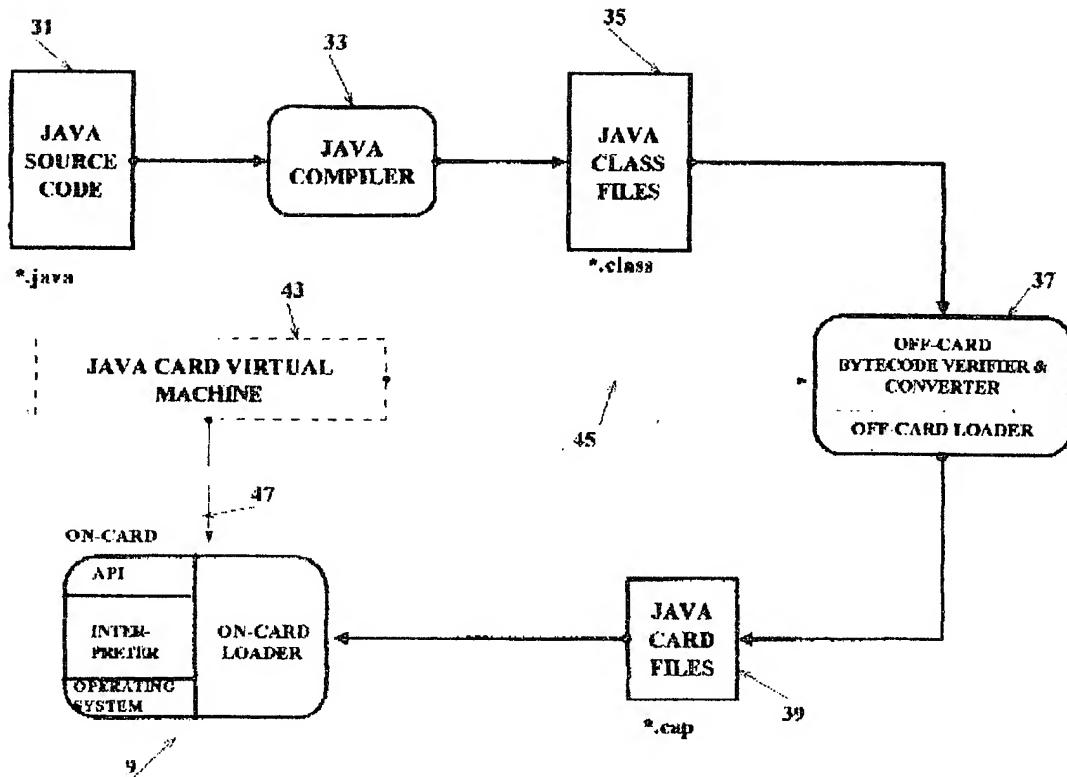 31
33
35
JAVA
SOURCE
CODE
JAVA
COMPILER
JAVA
CLASS
FILES
*.java
*.class
43
37
JAVA CARD VIRTUAL
MACHINE
OFF-CARD
BYTECODE VERIFIER &
CONVERTER
OFF-CARD LOADER
45
47
ON-CARD
API
INTER-
PRETER
OPERATING
SYSTEM
ON-CARD
LOADER
JAVA
CARD
FILES
*.cap
39
9